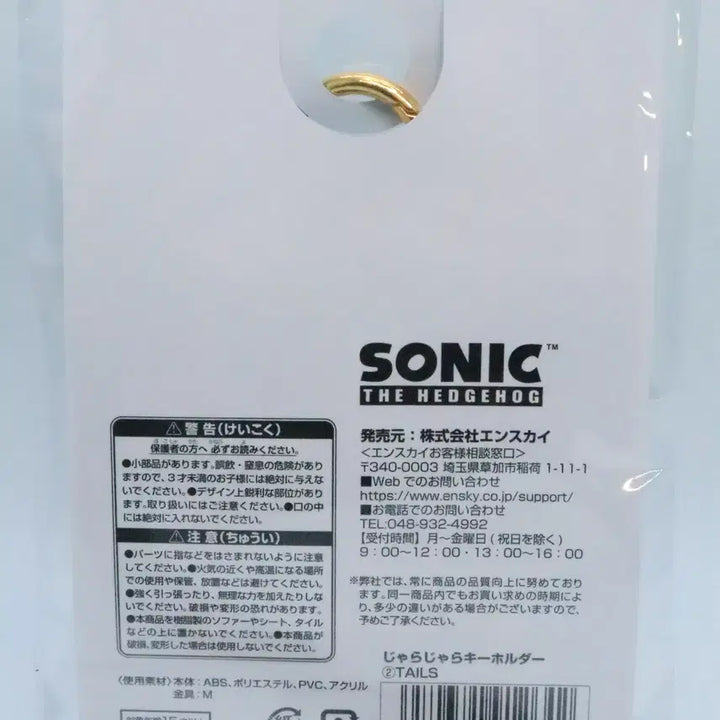 SONIC™
THE HEDGEHOG
⚠警告(けいこく)
保護者の方へ 必ずお読みください。
●小部品があります。誤飲・窒息の危険があり
ますので、3才未満のお子様には絶対に与えな
いでください。●デザイン上鋭利な部位があり
ます。取り扱いにはご注意ください。●口の中
には絶対に入れないでください。
⚠注意(ちゅうい)
●パーツに指などをはさまれないように注意
してください。●火気の近くや高温になる場所
での使用や保管、放置などは避けてください。
●強く引っ張ったり、無理な力を加えたりしな
いでください。破損や変形の恐れがあります。
●本商品を樹脂製のソファーやシート、タイル
などの上に置かないでください。●本商品が
破損、変形した場合は使用しないでください。
〈使用素材〉本体:ABS、ポリエステル、PVC、アクリル
金具:M
発売元:株式会社エンスカイ
<エンスカイお客様相談窓口>
〒340-0003 埼玉県草加市稲荷 1-11-1
■Web でのお問い合わせ
https://www.ensky.co.jp/support/
■お電話でのお問い合わせ
TEL:048-932-4992
【受付時間】月～金曜日(祝日を除く)
9:00～12:00・13:00～16:00
※弊社では、常に商品の品質向上に努めており
ます。同一商品内でもお買い求めの時期によ
り、多少の違いがある場合がございますので、
予めご了承ください。
じゃらじゃらキーホルダー
②TAILS